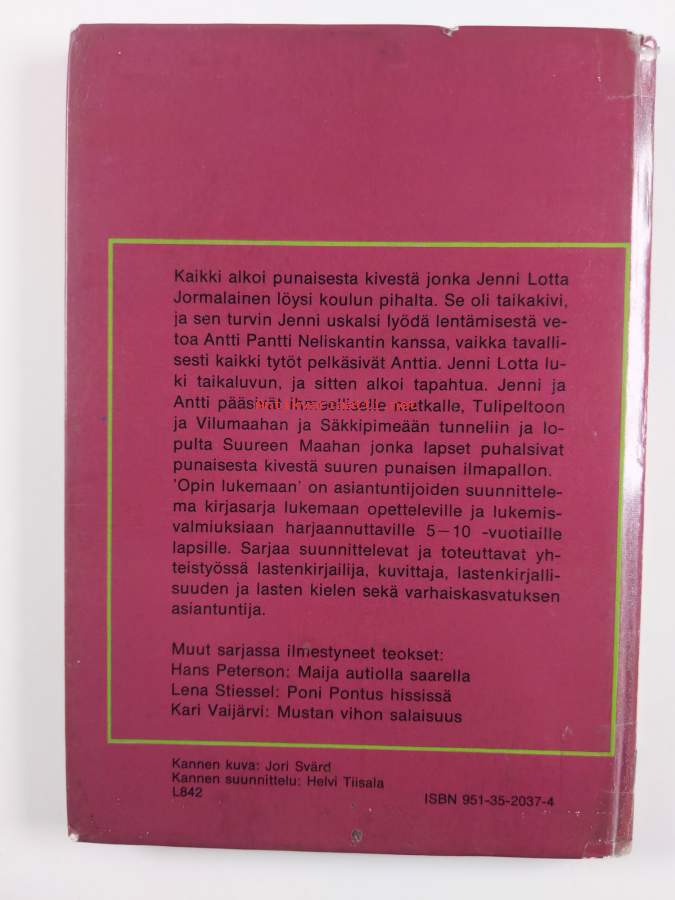 Kaikki alkoi punaisesta kivestä jonka Jenni Lotta
Jormalainen löysi koulun pihalta. Se oli taikakivi,
ja sen turvin Jenni uskalsi lyödä lentämisestä ve-
toa Antti Pantti Neliskantin kanssa, vaikka tavalli-
sesti kaikki tytöt pelkäsivät Anttia. Jenni Lotta lu-
ki taikaluvun, ja sitten alkoi tapahtua. Jenni ja
Antti pääsivät ihmeelliselle matkalle, Tulipeltoon
ja Vilumaahan ja Säkkipimeään tunneliin ja lo-
pulta Suureen Maahan jonka lapset puhalsivat
punaisesta kivestä suuren punaisen ilmapallon.
'Opin lukemaan' on asiantuntijoiden suunnittele-
ma kirjasarja lukemaan opetteleville ja lukemis-
valmiuksiaan harjaannuttaville 5—10 -vuotiaille
lapsille. Sarjaa suunnittelevat ja toteuttavat yh-
teistyössä lastenkirjailija, kuvittaja, lastenkirjalli-
suuden ja lasten kielen sekä varhaiskasvatuksen
asiantuntija.
Muut sarjassa ilmestyneet teokset:
Hans Peterson: Maija autiolla saarella
Lena Stiessel: Poni Pontus hississä
Kari Vaijärvi: Mustan vihon salaisuus
Kannen kuva: Jori Svärd
Kannen suunnittelu: Helvi Tiisala
L842
ISBN 951-35-2037-4